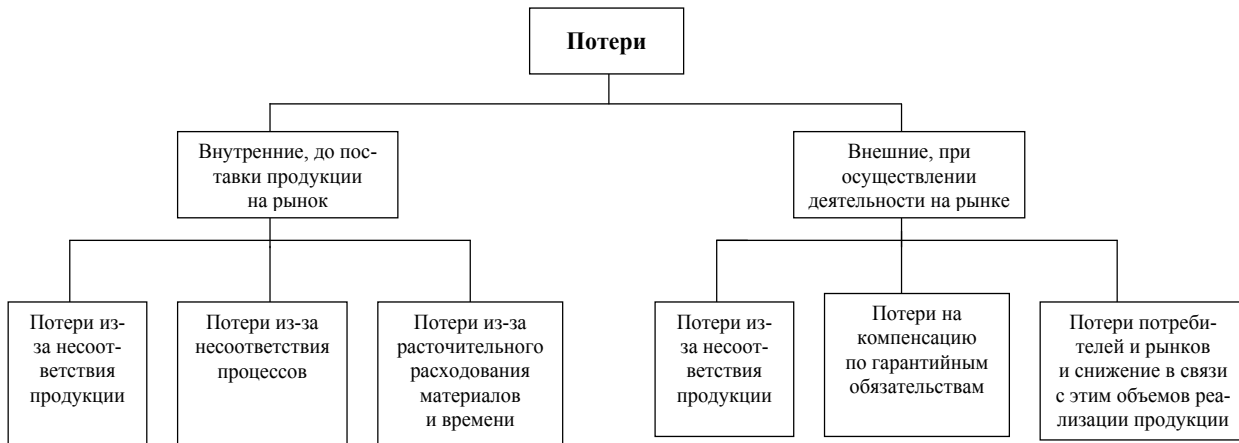 Потери
Внутренние, до пос-
тавки продукции
на рынок
Внешние, при
осуществлении
деятельности на рынке
Потери из-
за несоот-
ветствия
продукции
Потери из-за
несоответствия
процессов
Потери из-за
расточительного
расходования
материалов
и времени
Потери из-
за несоот-
ветствия
продукции
Потери на
компенсацию
по гарантийным
обязательствам
Потери потреби-
телей и рынков
и снижение в связи
с этим объемов реа-
лизации продукции